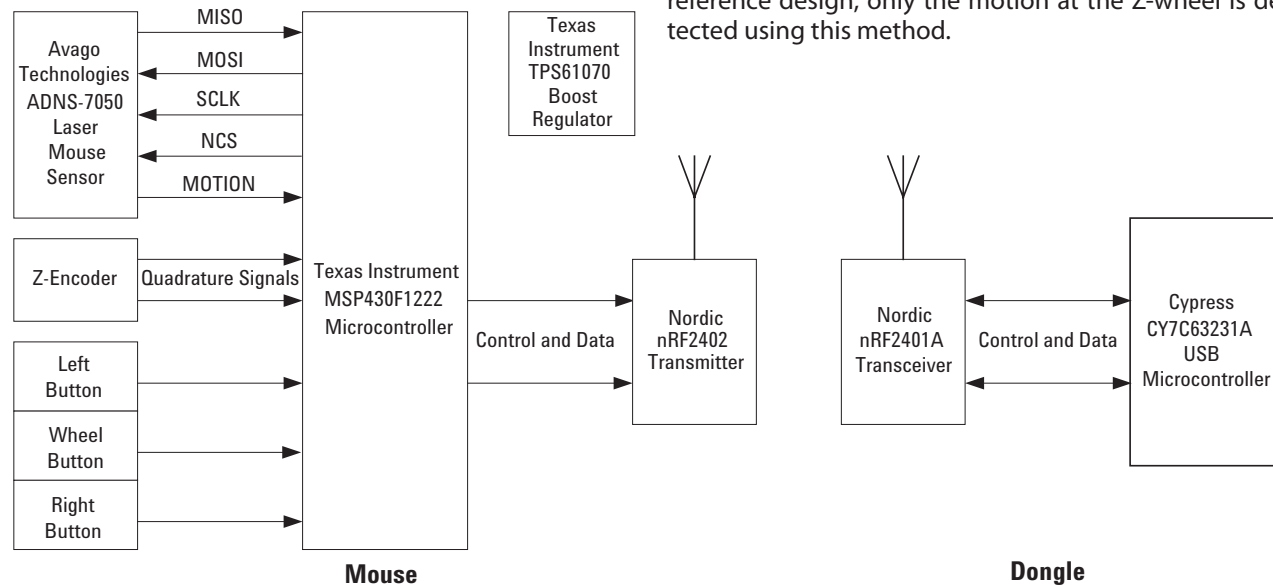 reference design, only the motion at the Z-wheel is de
tected using this method.
MISO
MOSI
SCLK
NCS
MOTION
Avago
Technologies
ADNS-7050
Laser
Mouse
Sensor
Texas
Instrument
TPS61070
Boost
Regulator
Z-Encoder
Quadrature Signals
Texas Instrument
MSP430F1222
Microcontroller
Left
Button
Wheel
Button
Right
Button
Control and Data
Nordic
nRF2402
Transmitter
Nordic
nRF2401A
Transceiver
Control and Data
Cypress
CY7C63231A
USB
Microcontroller
Mouse
Dongle